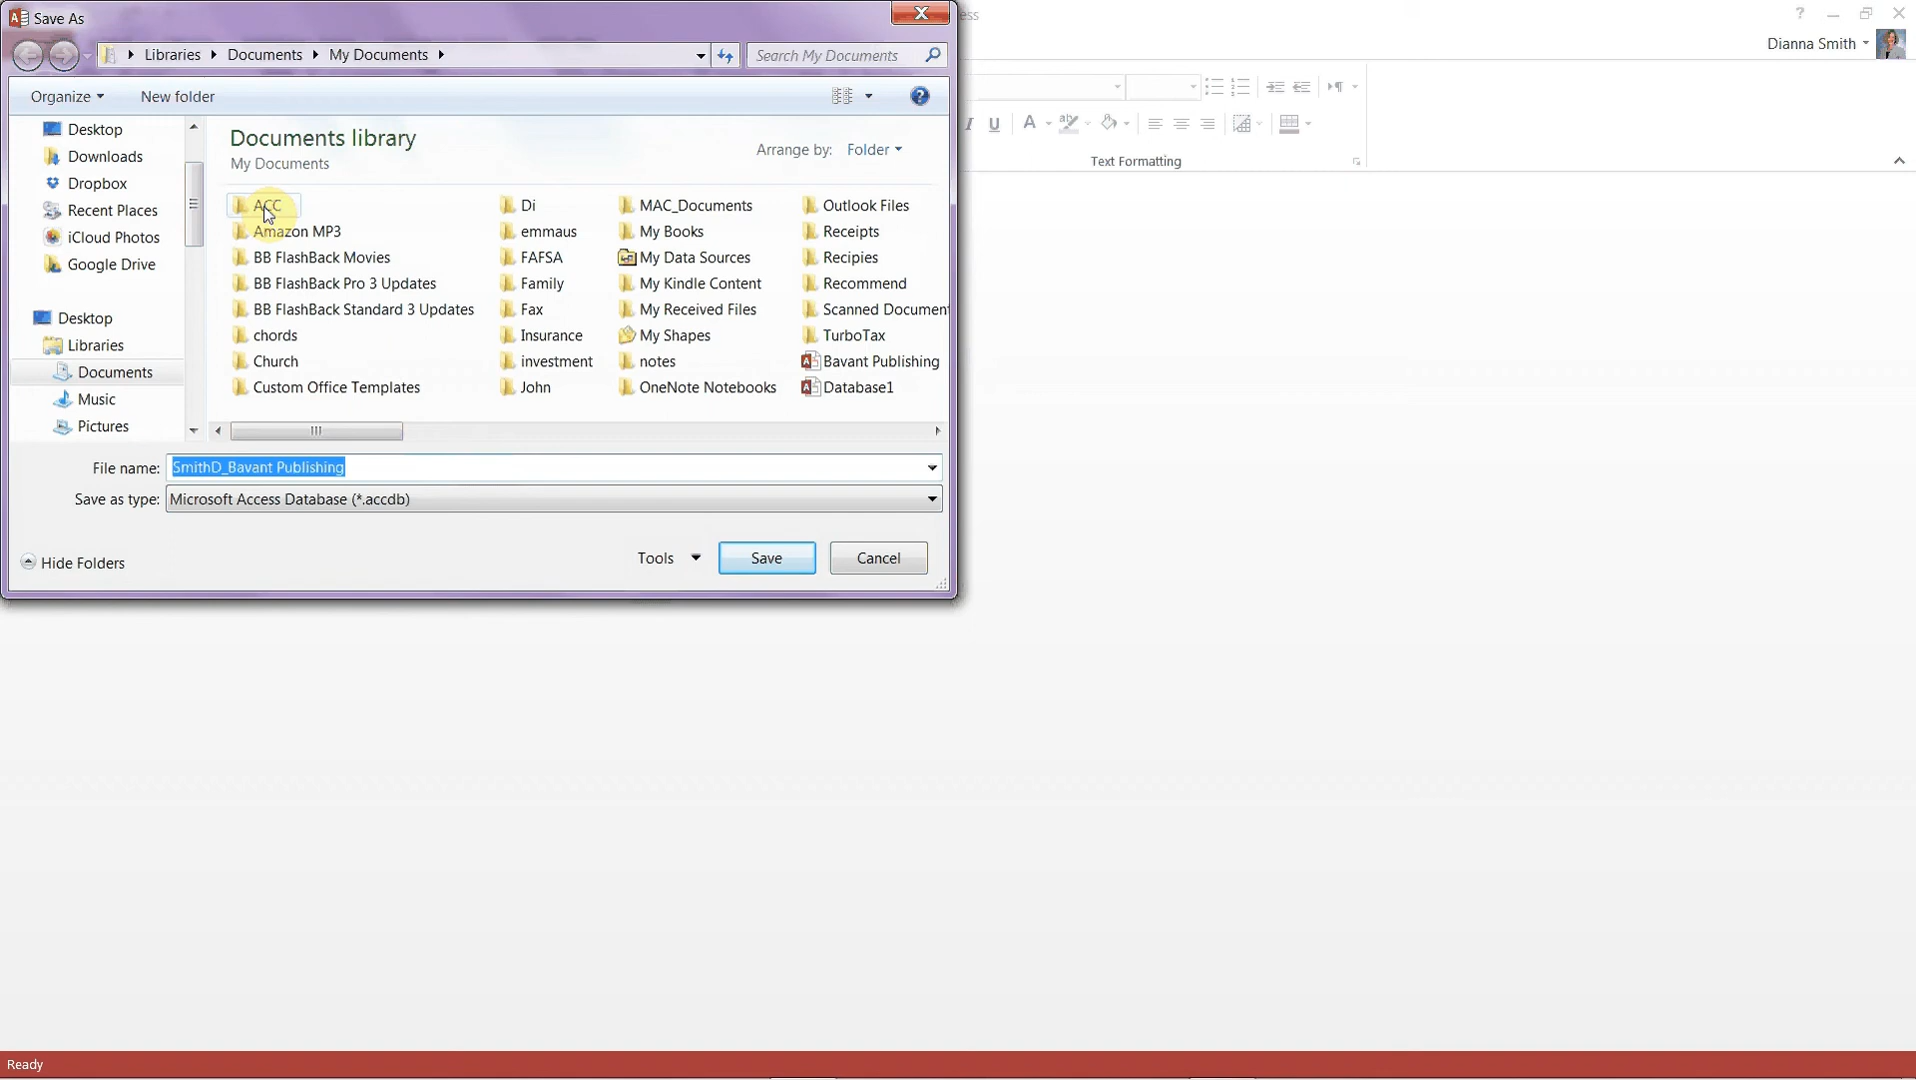 Save As
ess
Dianna Smith
Libraries Documents My Documents
Search My Documents
Organize New folder
Desktop
Downloads
Dropbox
Recent Places
iCloud Photos
Google Drive
Desktop
Libraries
Documents
Music
Pictures
Documents library
My Documents
Arrange by: Folder
ACC
Amazon MP3
BB FlashBack Movies
BB FlashBack Pro 3 Updates
BB FlashBack Standard 3 Updates
chords
Church
Custom Office Templates
Di
emmaus
FAFSA
Family
Fax
Insurance
investment
John
MAC_Documents
My Books
My Data Sources
My Kindle Content
My Received Files
My Shapes
notes
OneNote Notebooks
Outlook Files
Receipts
Recipies
Recommend
Scanned Documen
TurboTax
Bavant Publishing
Database1
File name: SmithD_Bavant Publishing
Save as type: Microsoft Access Database (*.accdb)
Hide Folders
Tools Save Cancel
I U A ab
Text Formatting
Ready